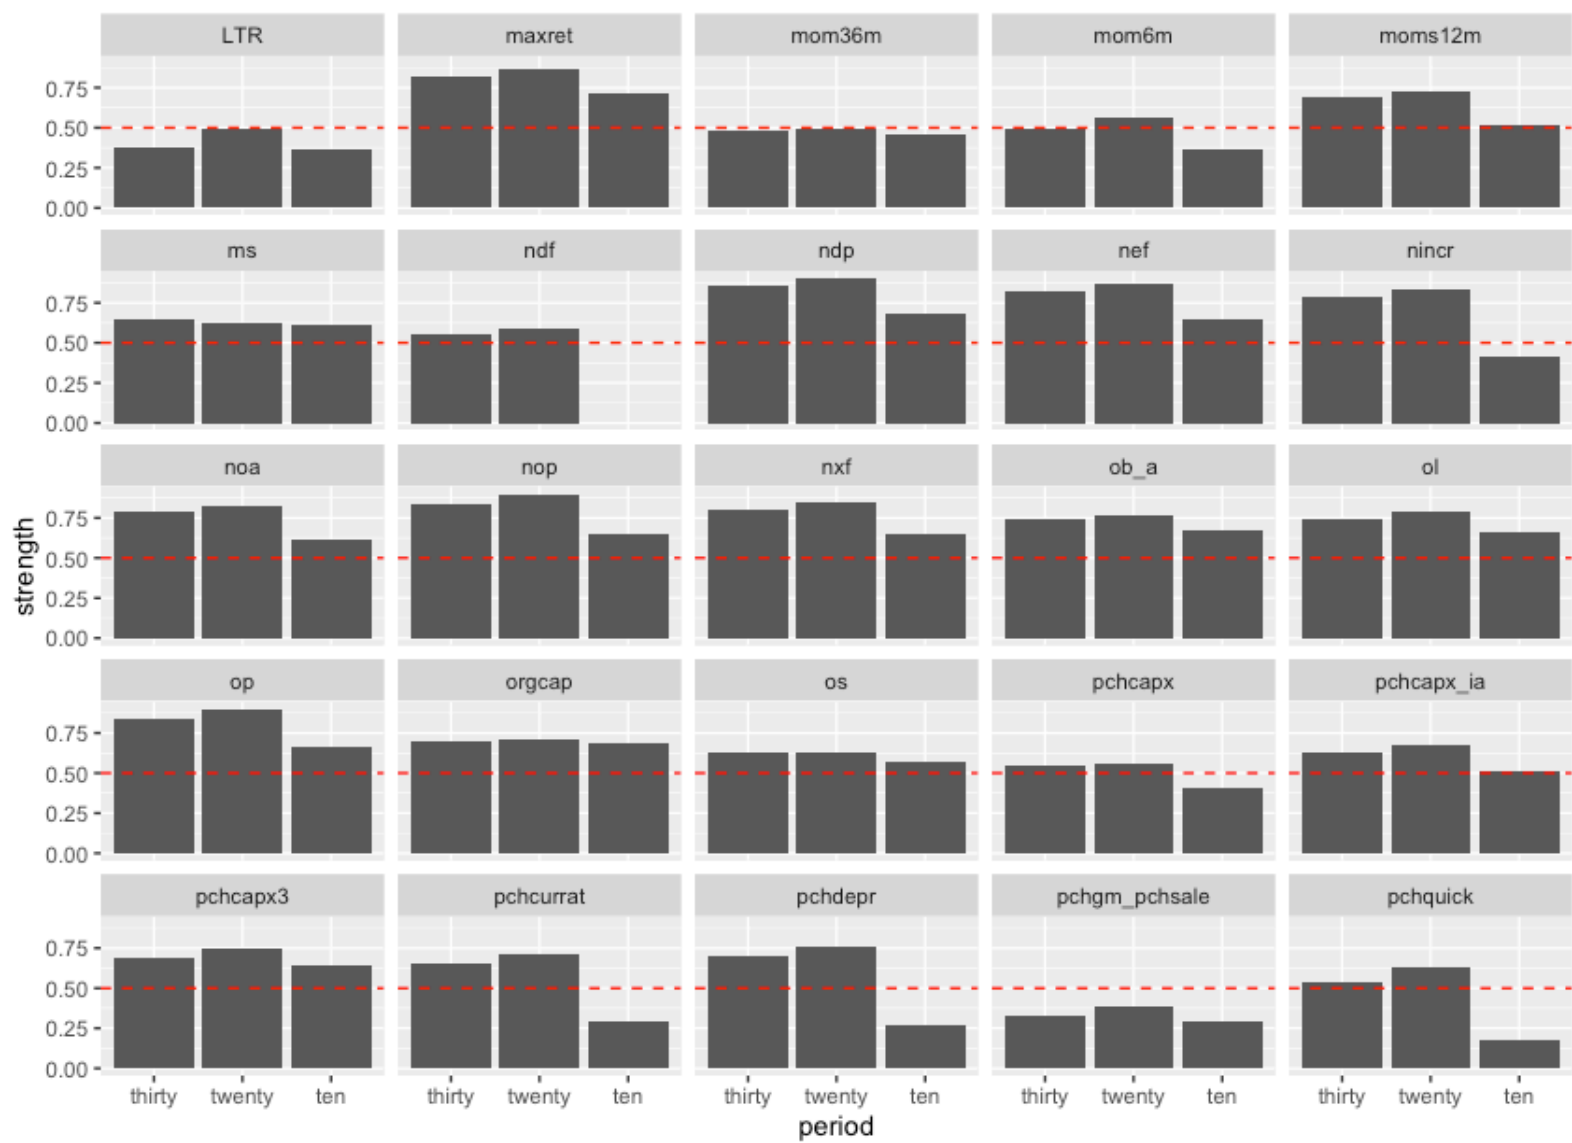 LTR maxret mom36m mom6m moms12m
0.75
0.50
0.25
0.00
ms ndf ndp nef nincr
0.75
0.50
0.25
0.00
noa nop nxf ob_a ol
0.75
0.50
0.25
0.00
strength
op orgcap os pchcapx pchcapx_ia
0.75
0.50
0.25
0.00
pchcapx3 pchcurrat pchdepr pchgm_pchsale pchquick
0.75
0.50
0.25
0.00
thirty twenty ten thirty twenty ten thirty twenty ten thirty twenty ten thirty twenty ten
period